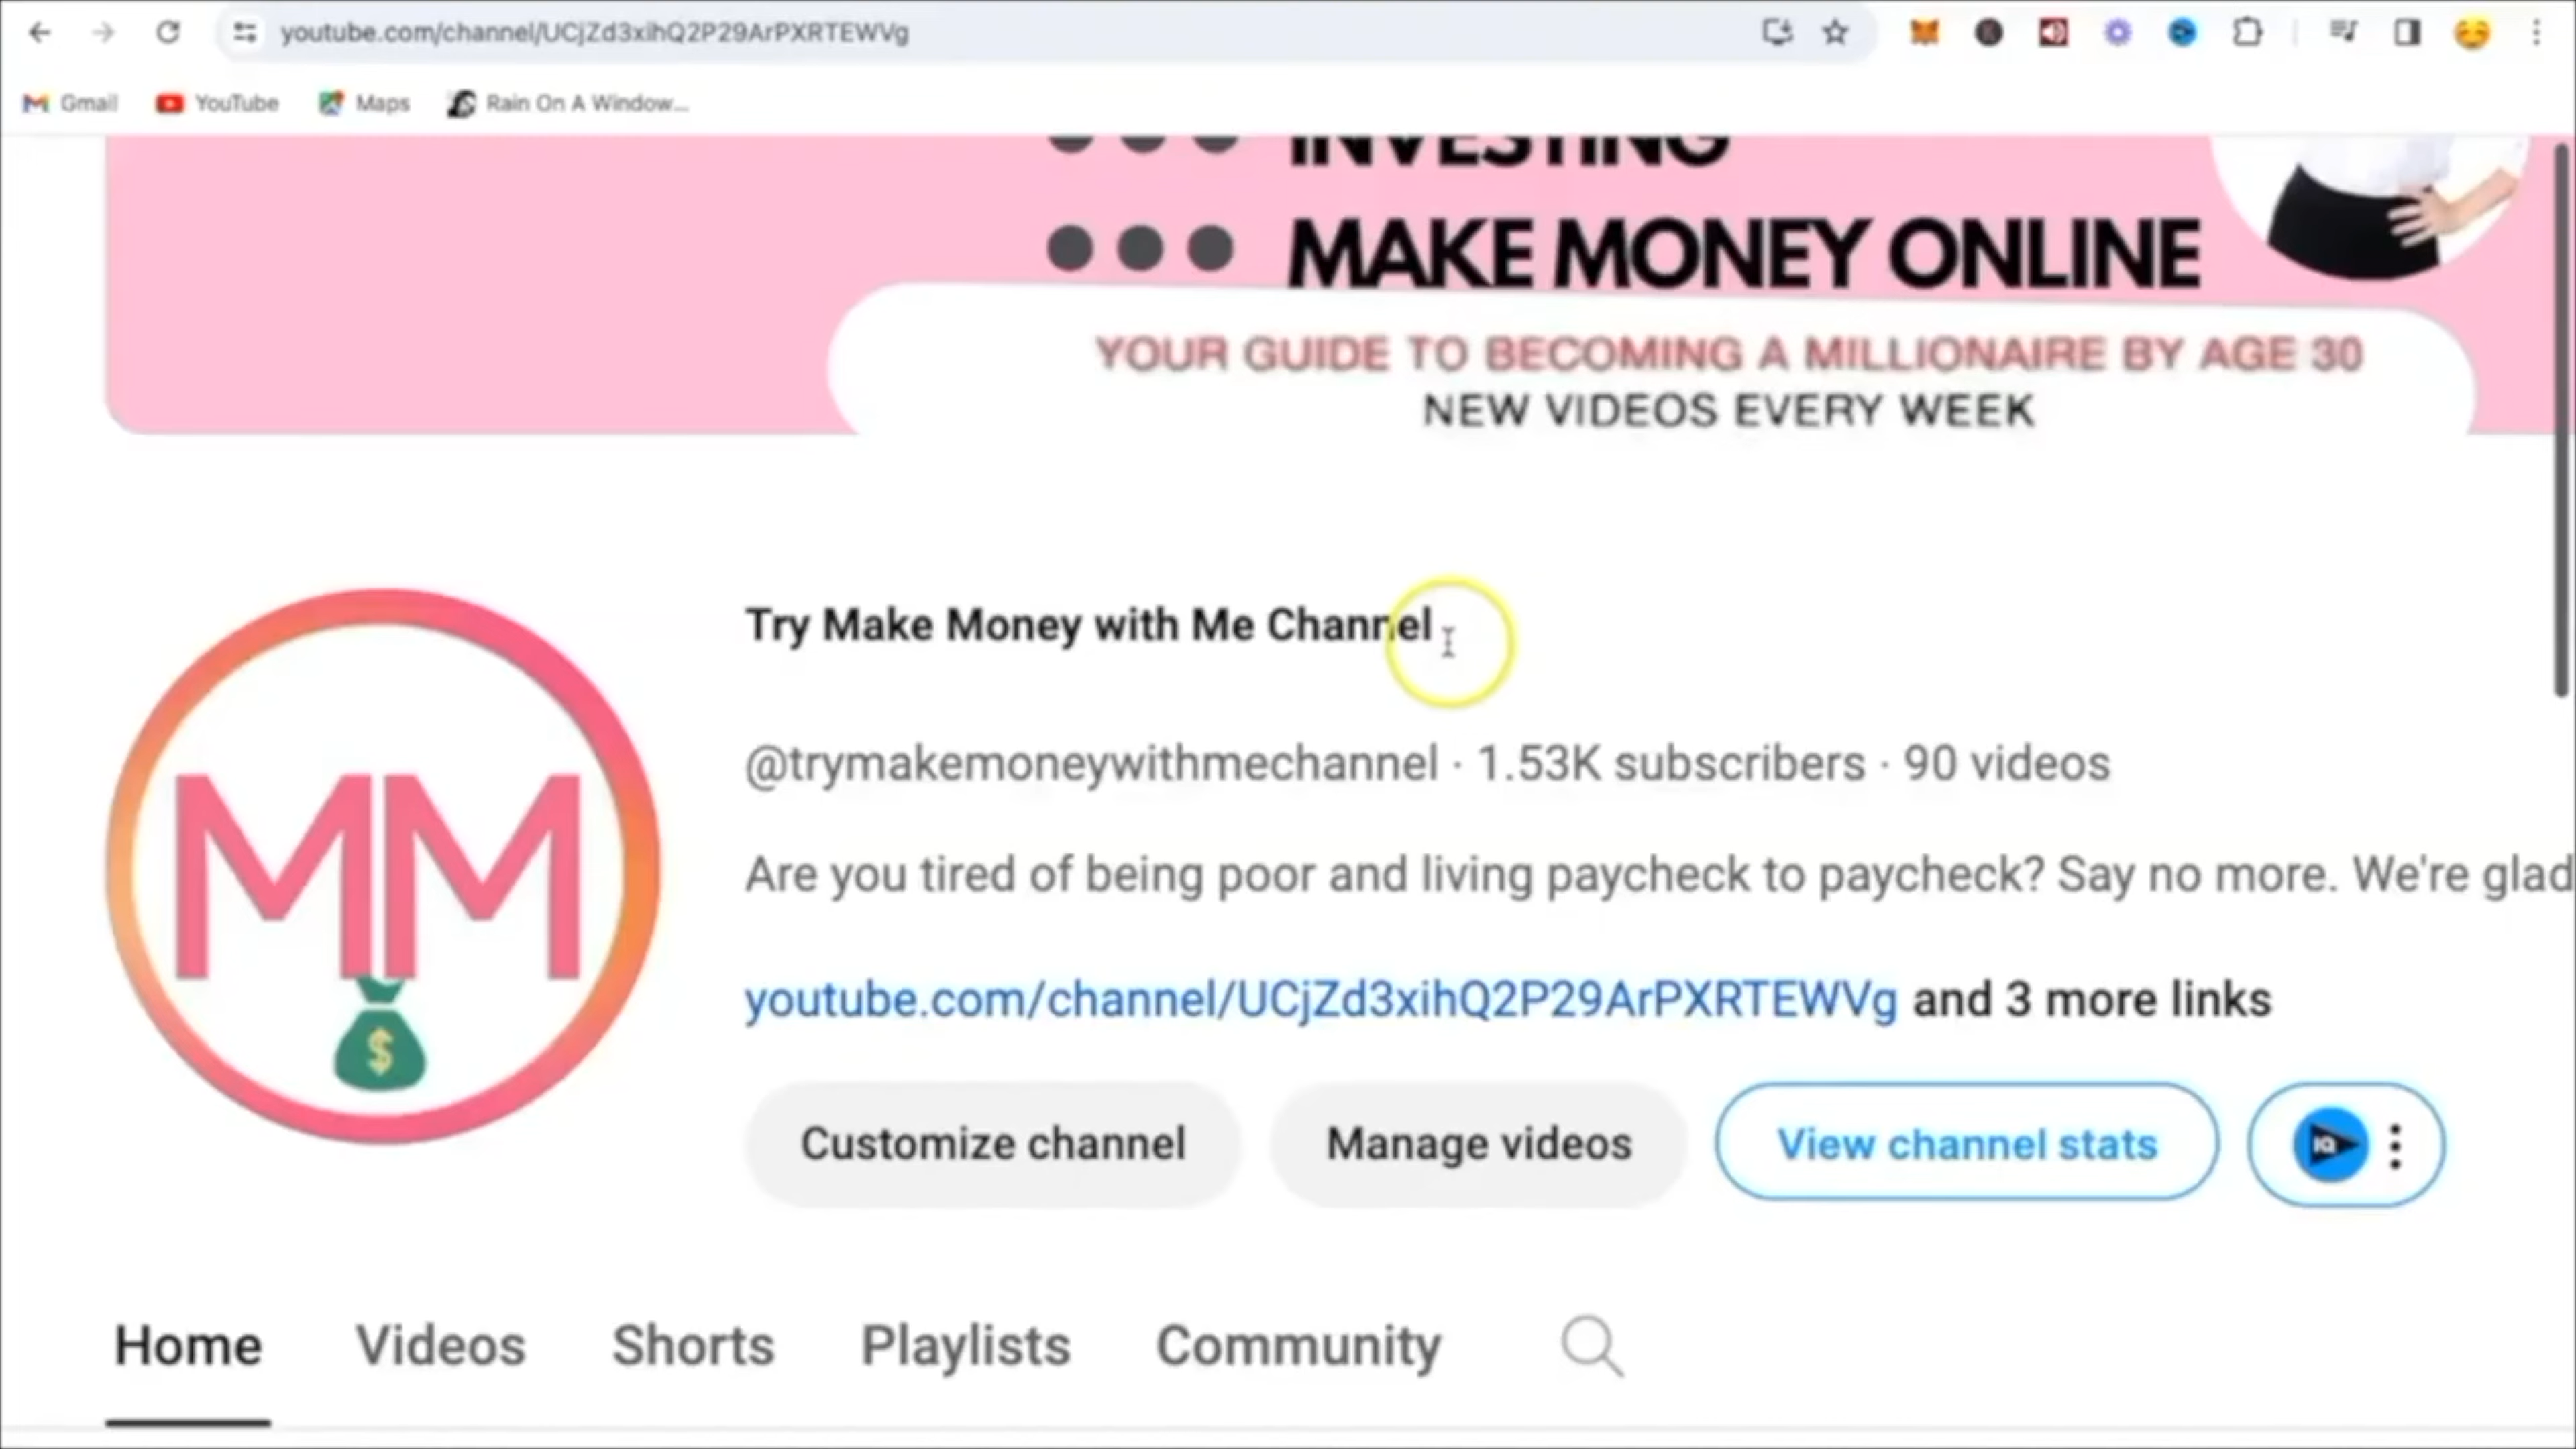 youtube.com/channel/UCjZd3xihQ2P29ArPXRTEWVg
Gmail YouTube Maps Rain On A Window...
INVESTING
MAKE MONEY ONLINE
YOUR GUIDE TO BECOMING A MILLIONAIRE BY AGE 30
NEW VIDEOS EVERY WEEK
Try Make Money with Me Channel
@trymakemoneywithmechannel · 1.53K subscribers · 90 videos
Are you tired of being poor and living paycheck to paycheck? Say no more. We're glad
youtube.com/channel/UCjZd3xihQ2P29ArPXRTEWVg and 3 more links
MM
$
Customize channel Manage videos View channel stats IQ
Home Videos Shorts Playlists Community